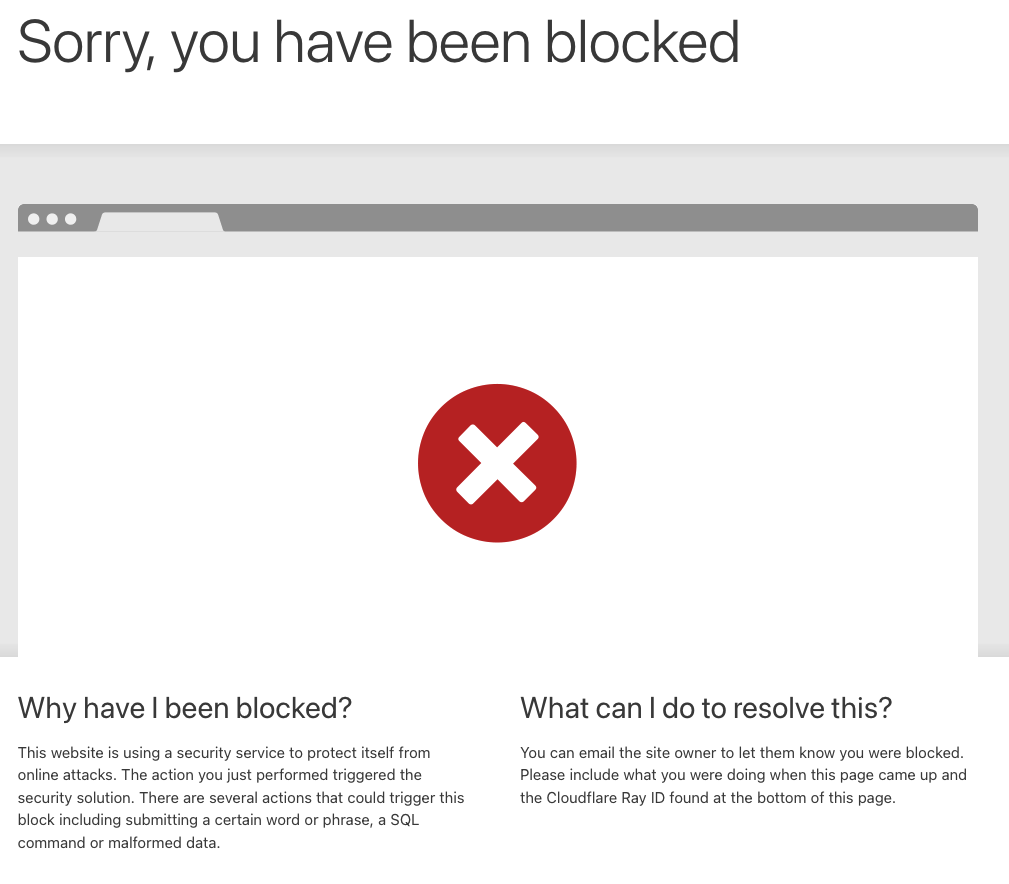 Sorry, you have been blocked
Why have I been blocked?
This website is using a security service to protect itself from
online attacks. The action you just performed triggered the
security solution. There are several actions that could trigger this
block including submitting a certain word or phrase, a SQL
command or malformed data.
What can I do to resolve this?
You can email the site owner to let them know you were blocked.
Please include what you were doing when this page came up and
the Cloudflare Ray ID found at the bottom of this page.